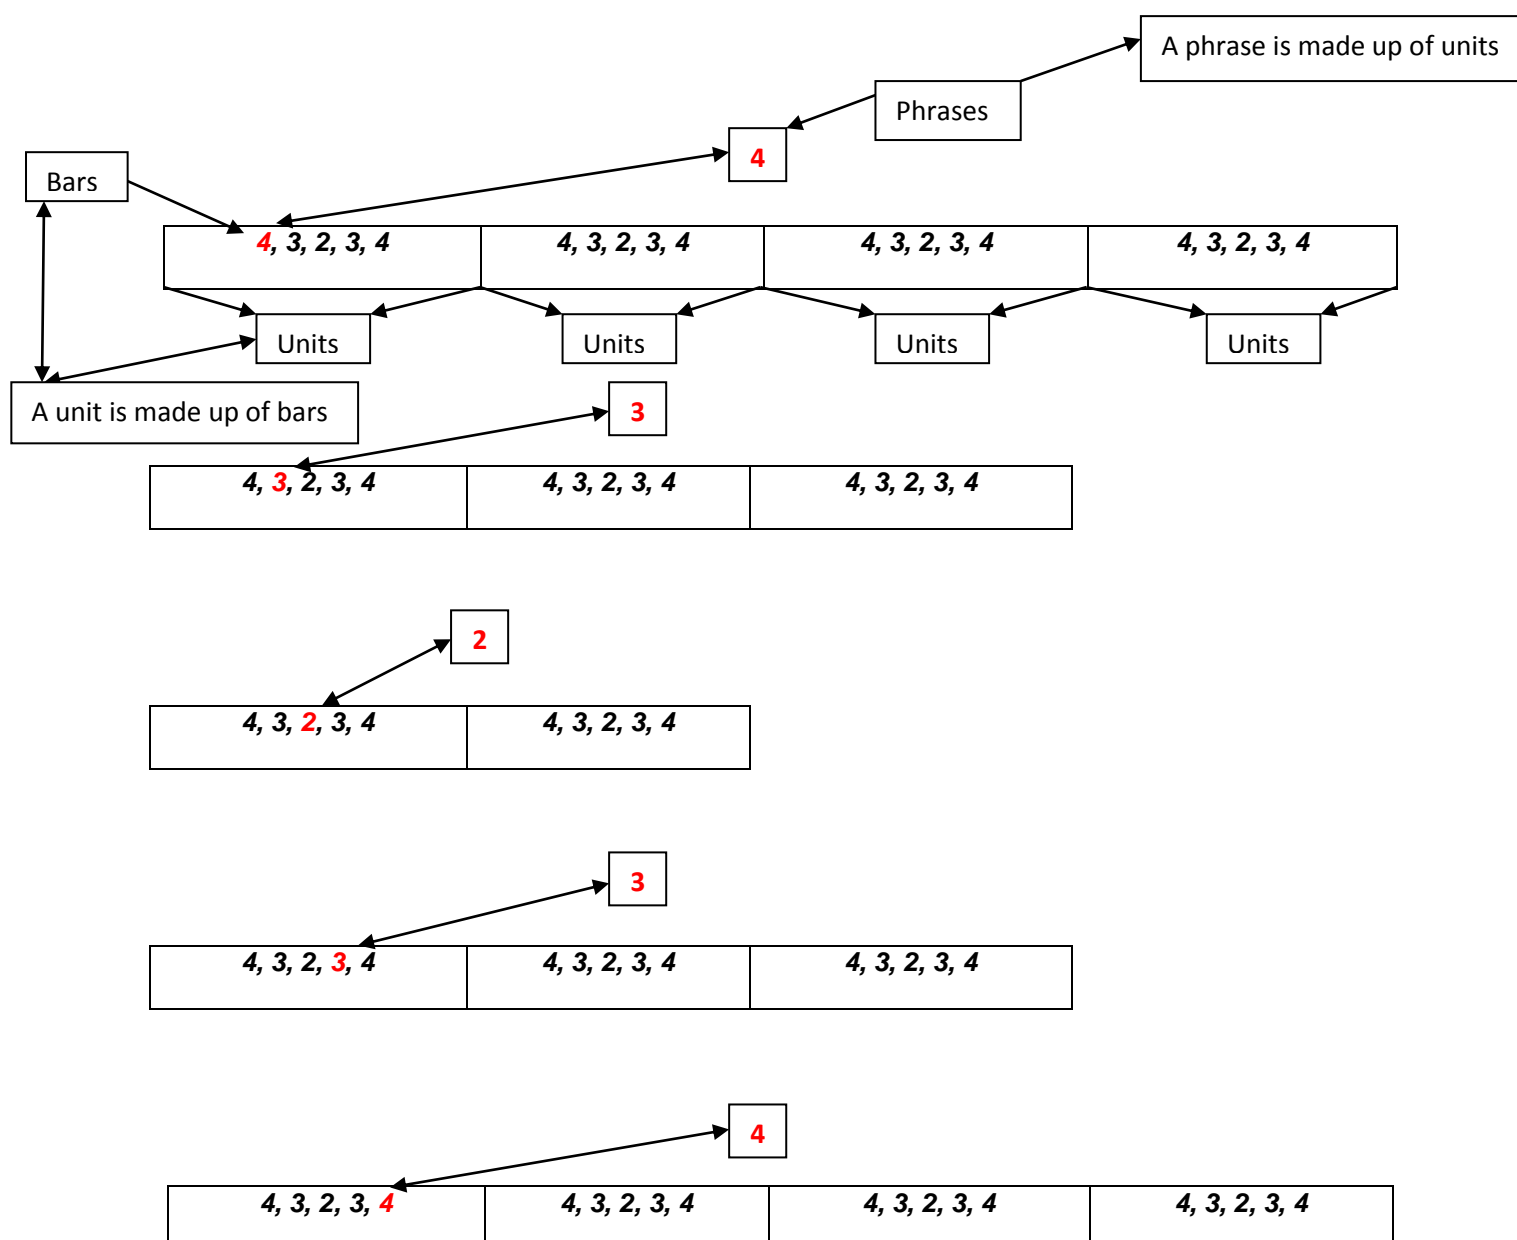 A phrase is made up of units
Phrases
4
Bars
4, 3, 2, 3, 4
4, 3, 2, 3, 4
4, 3, 2, 3, 4
4, 3, 2, 3, 4
Units
Units
Units
Units
A unit is made up of bars
3
4, 3, 2, 3, 4
4, 3, 2, 3, 4
4, 3, 2, 3, 4
2
4, 3, 2, 3, 4
4, 3, 2, 3, 4
3
4, 3, 2, 3, 4
4, 3, 2, 3, 4
4, 3, 2, 3, 4
4
4, 3, 2, 3, 4
4, 3, 2, 3, 4
4, 3, 2, 3, 4
4, 3, 2, 3, 4